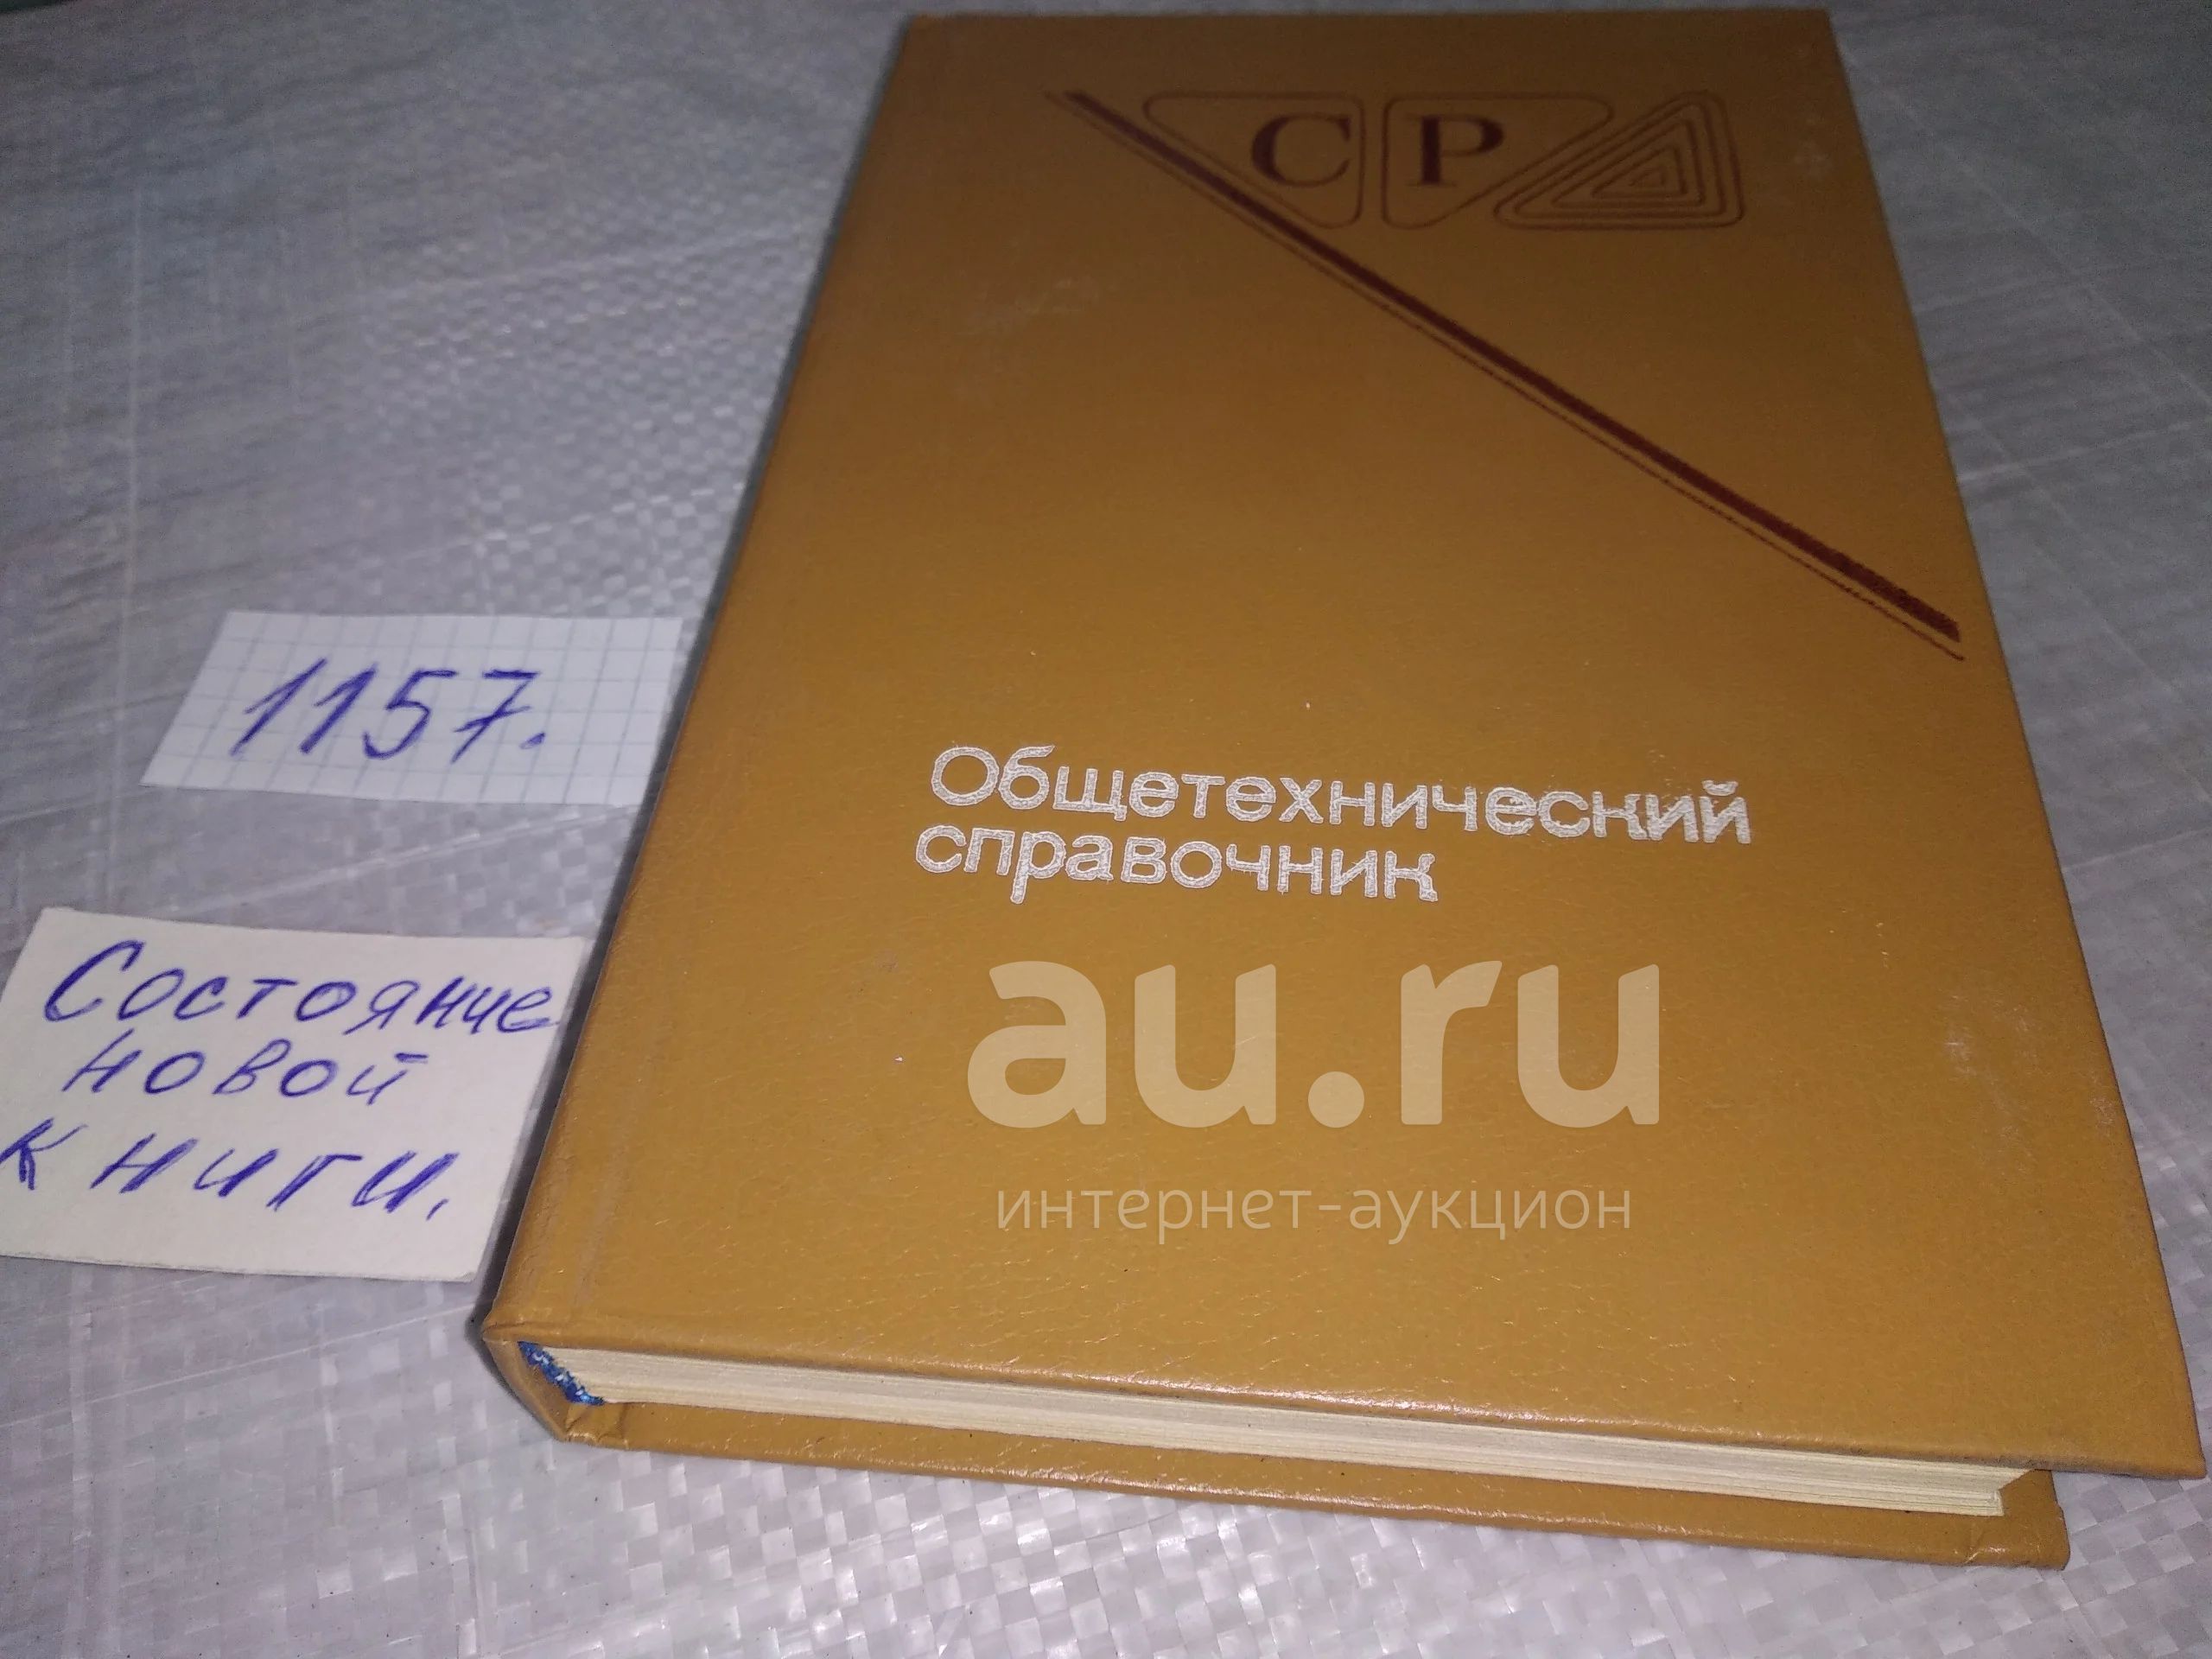 СР
1157.
Общетехнический
справочник
Состояние
новой
книги.
au.ru
интернет-аукцион